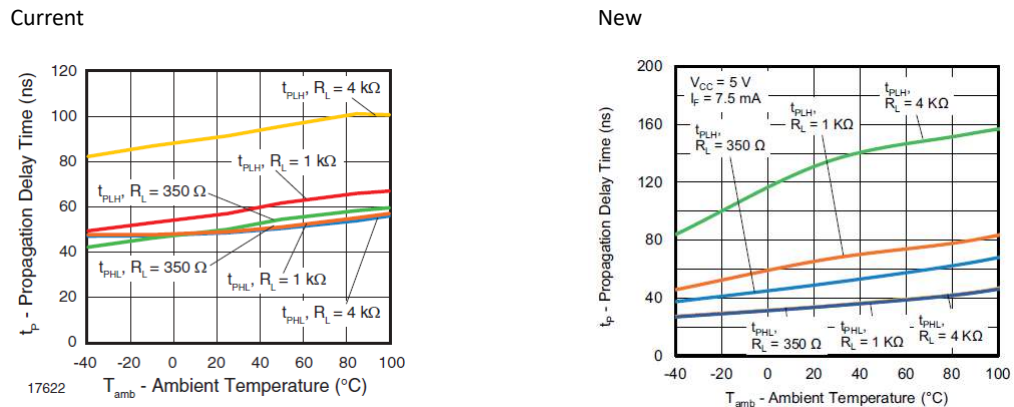 Current
New
120
100
80
60
40
20
0
-40 -20 0 20 40 60 80 100
tp - Propagation Delay Time (ns)
Tamb - Ambient Temperature (°C)
17622
tPLH, RL = 4 kΩ
tPLH, RL = 1 kΩ
tPLH, RL = 350 Ω
tPHL, RL = 350 Ω
tPHL, RL = 1 kΩ
tPHL, RL = 4 kΩ
200
160
120
80
40
0
-40 -20 0 20 40 60 80 100
tp - Propagation Delay Time (ns)
Tamb - Ambient Temperature (°C)
VCC = 5 V
IF = 7.5 mA
tPLH,
RL = 350 Ω
tPLH,
RL = 1 KΩ
tPLH,
RL = 4 KΩ
tPHL,
RL = 350 Ω
tPHL,
RL = 1 KΩ
tPHL,
RL = 4 KΩ